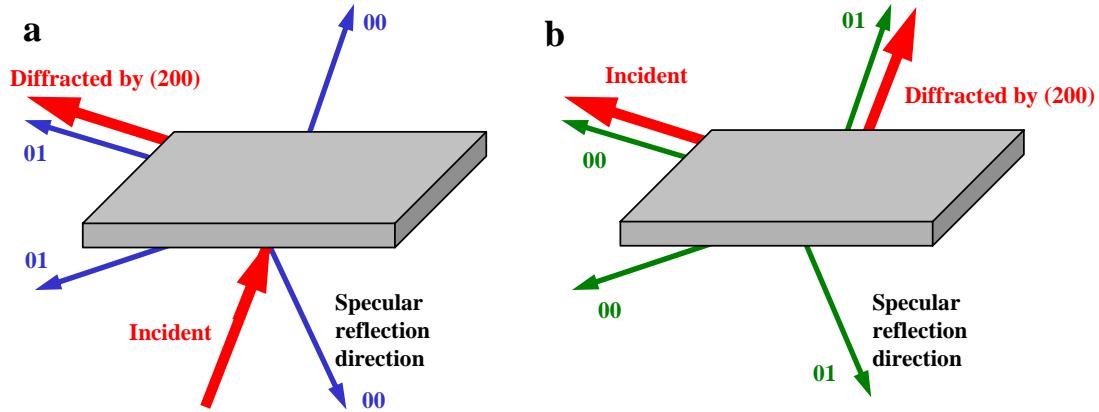 a
00
Diffracted by (200)
01
01
Incident
Specular
reflection
direction
00
b
01
Incident
Diffracted by (200)
00
00
Specular
reflection
direction
01